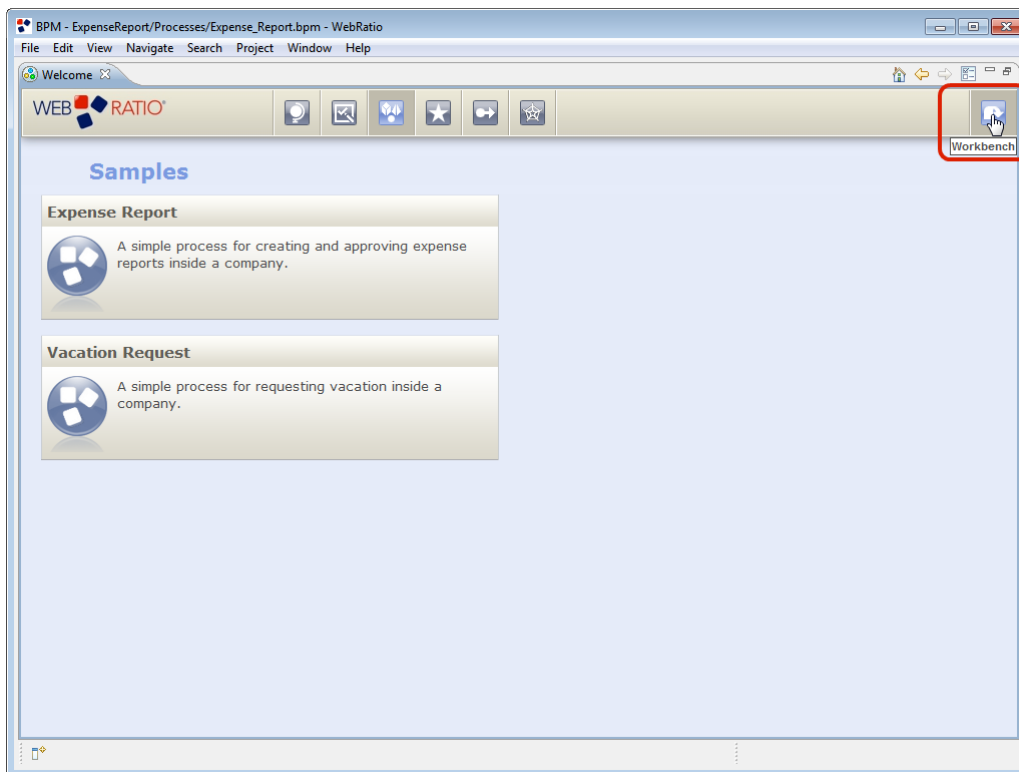 BPM - ExpenseReport/Processes/Expense_Report.bpm - WebRatio
File Edit View Navigate Search Project Window Help
Welcome
WEB RATIO®
Workbench
Samples
Expense Report
A simple process for creating and approving expense
reports inside a company.
Vacation Request
A simple process for requesting vacation inside a
company.